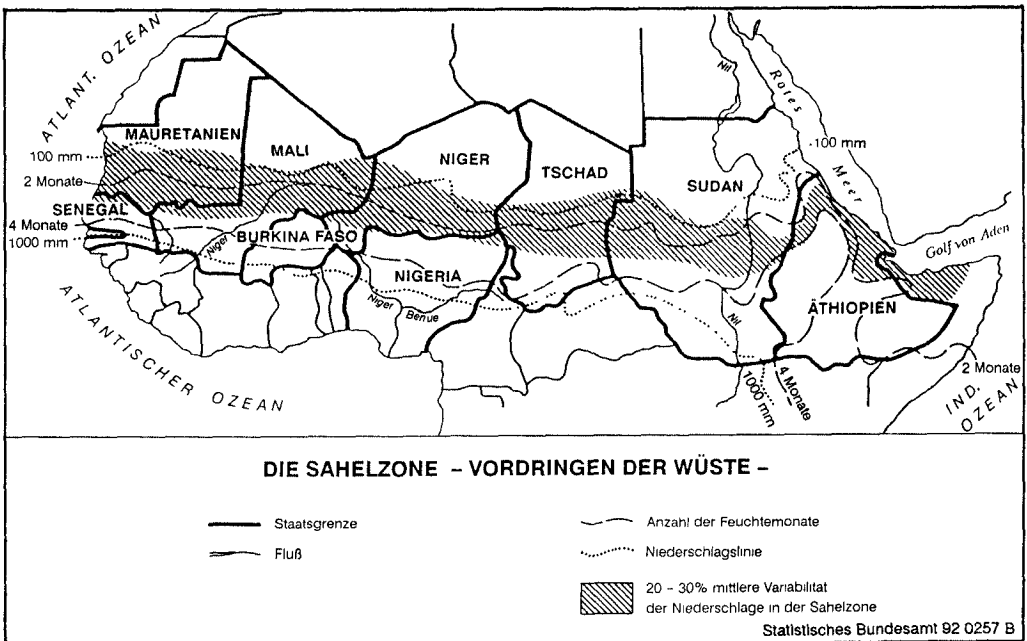 ATLANT. OZEAN
Nil
Rotes
Meer
MAURETANIEN
100 mm
MALI
NIGER
TSCHAD
SUDAN
100 mm
2 Monate
SENEGAL
4 Monate
1000 mm
Niger
BURKINA FASO
NIGERIA
Niger
Benue
Nil
ÄTHIOPIEN
Golf von Aden
ATLANTISCHER OZEAN
1000 mm
4 Monate
2 Monate
IND.
OZEAN
DIE SAHELZONE - VORDRINGEN DER WÜSTE -
Staatsgrenze
Fluß
Anzahl der Feuchtemonate
Niederschlagslinie
20 - 30% mittlere Variabilitat
der Niederschlage in der Sahelzone
Statistisches Bundesamt 92 0257 B